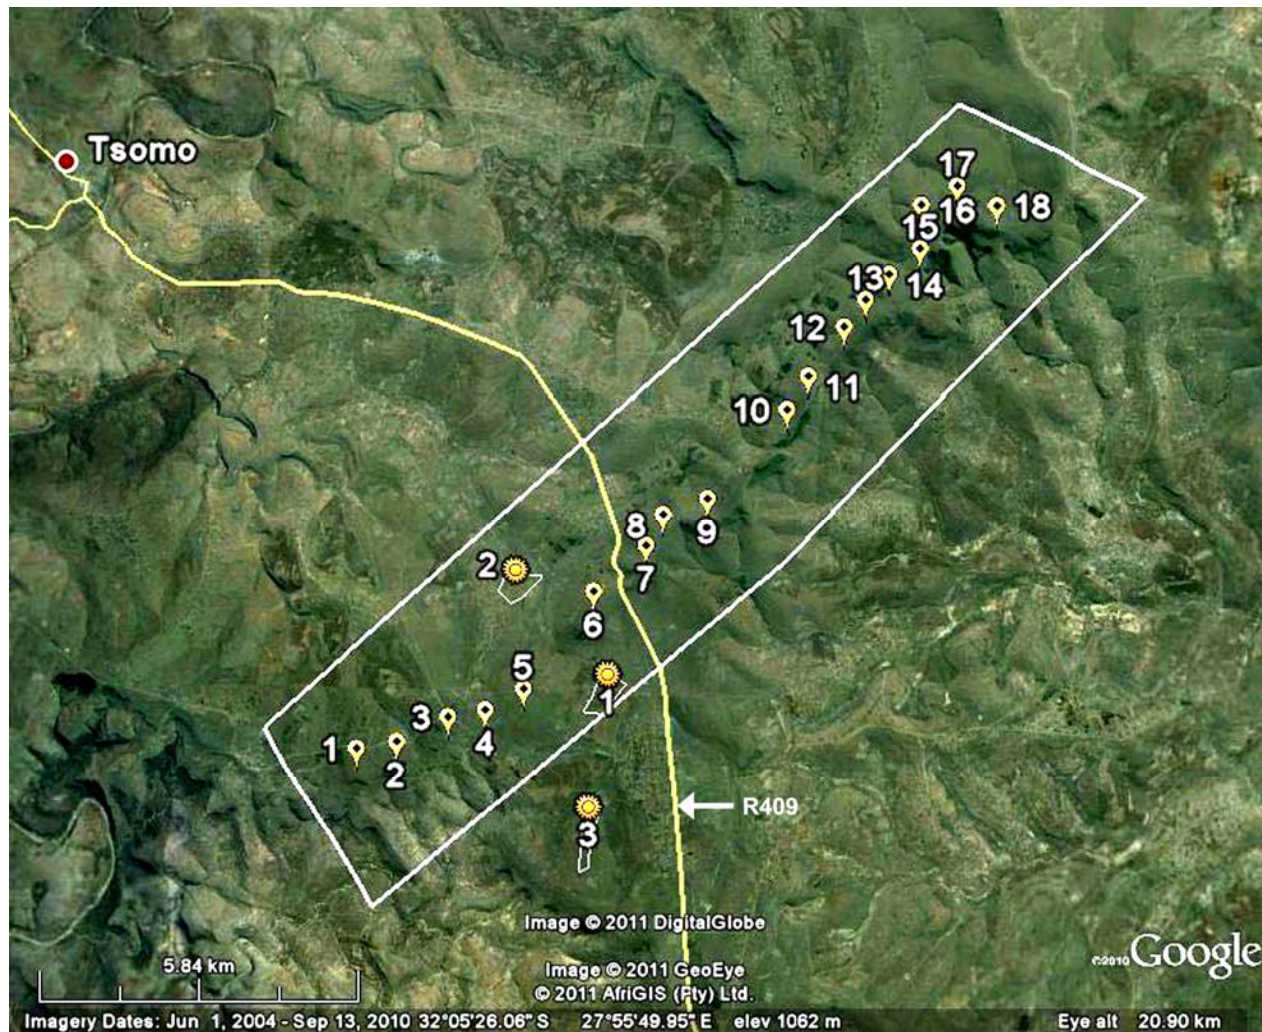 Tsomo
17
16
18
15
13
14
12
11
10
8
9
7
2
6
5
1
3
4
1
2
R409
3
Image © 2011 DigitalGlobe
5.84 km
Image © 2011 GeoEye
© 2011 AfriGIS (Pty) Ltd.
©2010 Google
Imagery Dates: Jun 1, 2004 - Sep 13, 2010 32°05'26.06" S 27°55'49.95" E elev 1062 m Eye alt 20.90 km